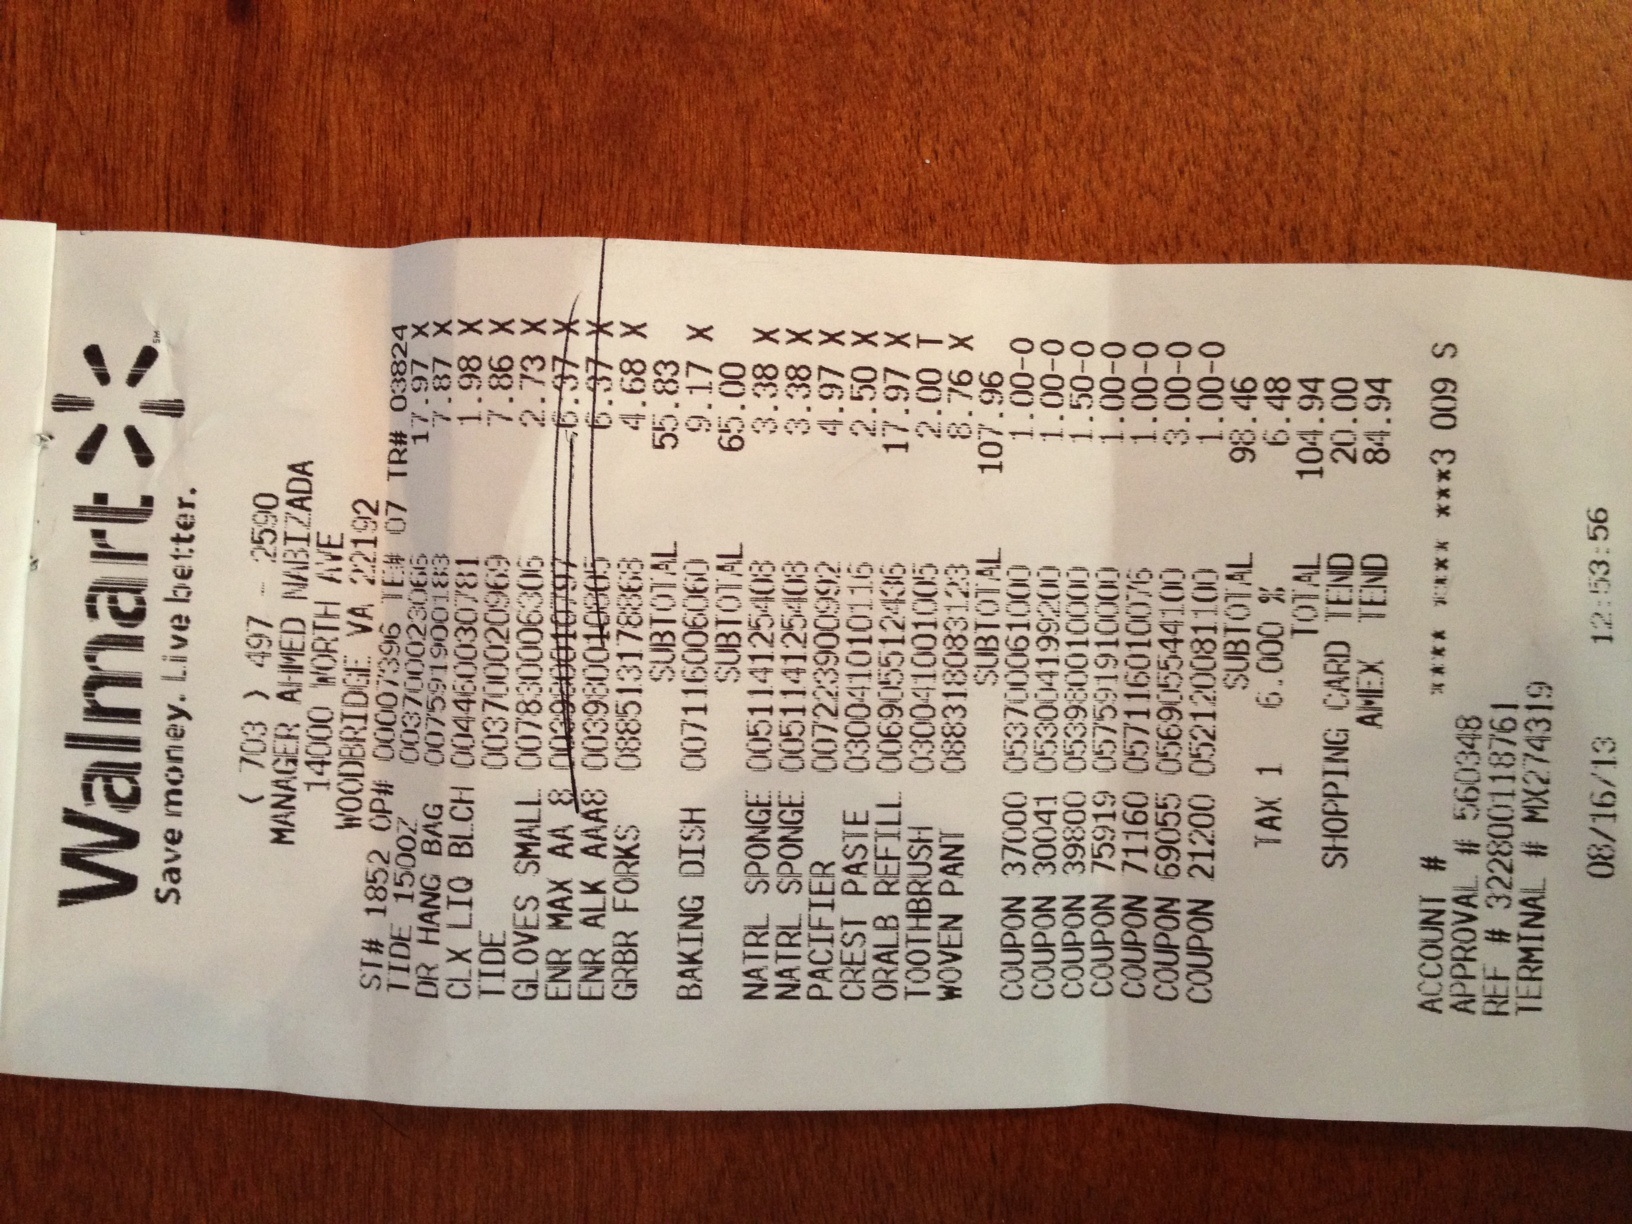 Walmart
SM
Save money. Live better.
( 703 ) 497 - 2590
MANAGER AHMED NABIZADA
14000 WORTH AVE
WOODBRIDGE VA 22192
ST# 1852 OP# 00007396 TE# 07 TR# 03824
TIDE 150OZ 003700023066 17.97 X
DR HANG BAG 007591900183 7.87 X
CLX LIQ BLCH 004460030781 1.98 X
TIDE 003700020969 7.86 X
GLOVES SMALL 007830006306 2.73 X
ENR MAX AA 8 003980010797 6.37 X
ENR ALK AAA8 003980010805 6.37 X
GRBR FORKS 088513178868 4.68 X
SUBTOTAL 55.83
BAKING DISH 007116006060 9.17 X
SUBTOTAL 65.00
NATRL SPONGE 005114125408 3.38 X
NATRL SPONGE 005114125408 3.38 X
PACIFIER 007223900992 4.97 X
CREST PASTE 030041010116 2.50 X
ORALB REFILL 006905512436 17.97 X
TOOTHBRUSH 030041001005 2.00 T
WOVEN PANT 088318083123 8.76 X
SUBTOTAL 107.96
COUPON 37000 053700061000 1.00-O
COUPON 30041 053004199200 1.00-O
COUPON 39800 053980010000 1.50-O
COUPON 75919 057591910000 1.00-O
COUPON 71160 057116010076 1.00-O
COUPON 69055 056905544100 3.00-O
COUPON 21200 052120081100 1.00-O
SUBTOTAL 98.46
TAX 1 6.000 % 6.48
TOTAL 104.94
SHOPPING CARD TEND 20.00
AMEX TEND 84.94
ACCOUNT # **** **** ***3 009 S
APPROVAL # 560348
REF # 322800118761
TERMINAL # MX274319
08/16/13 12:53:56